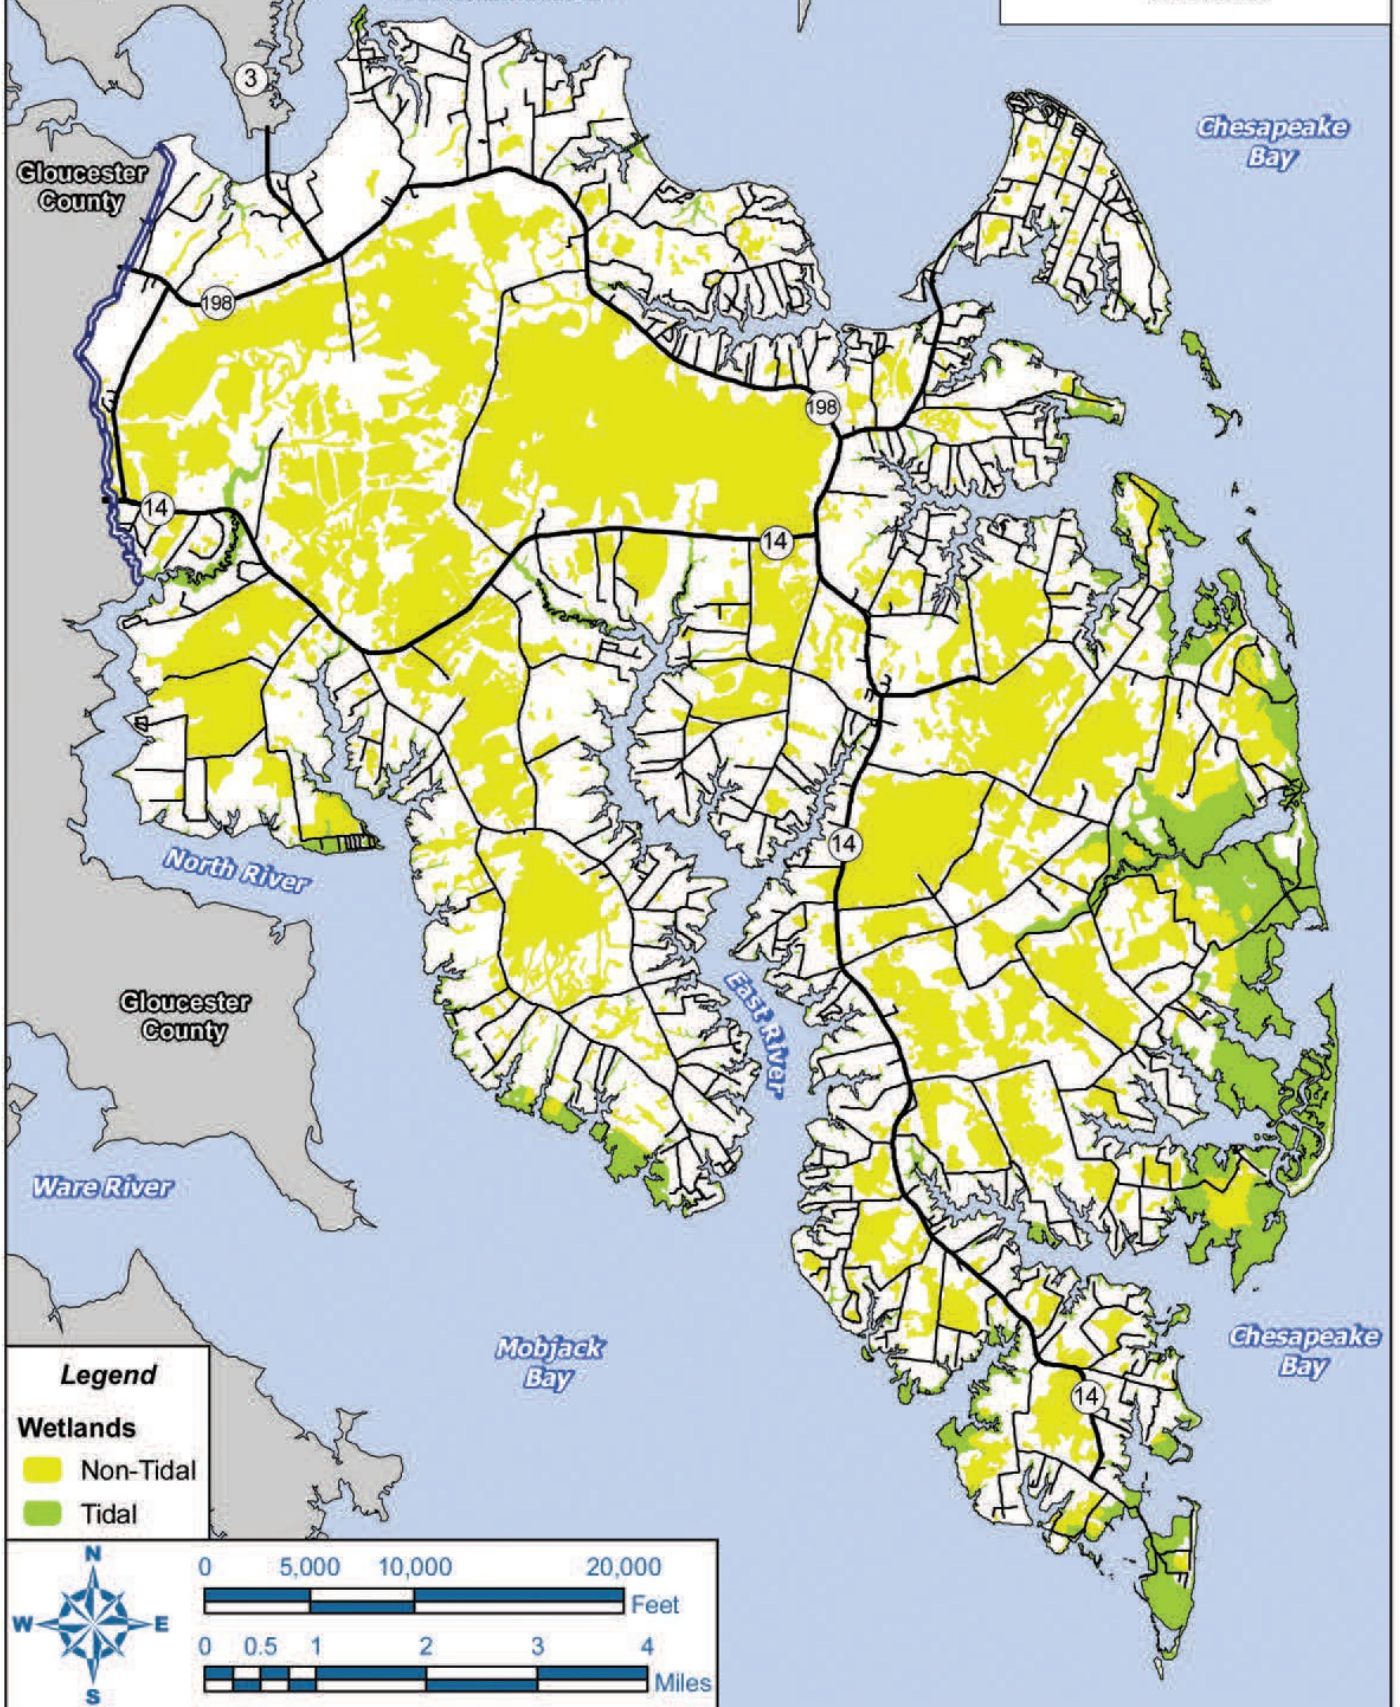 3
Chesapeake
Bay
Gloucester
County
198
198
14
14
14
North River
Gloucester
County
East River
Ware River
Mobjack
Bay
Chesapeake
Bay
14
Legend
Wetlands
Non-Tidal
Tidal
N
W E
S
0 5,000 10,000 20,000
Feet
0 0.5 1 2 3 4
Miles